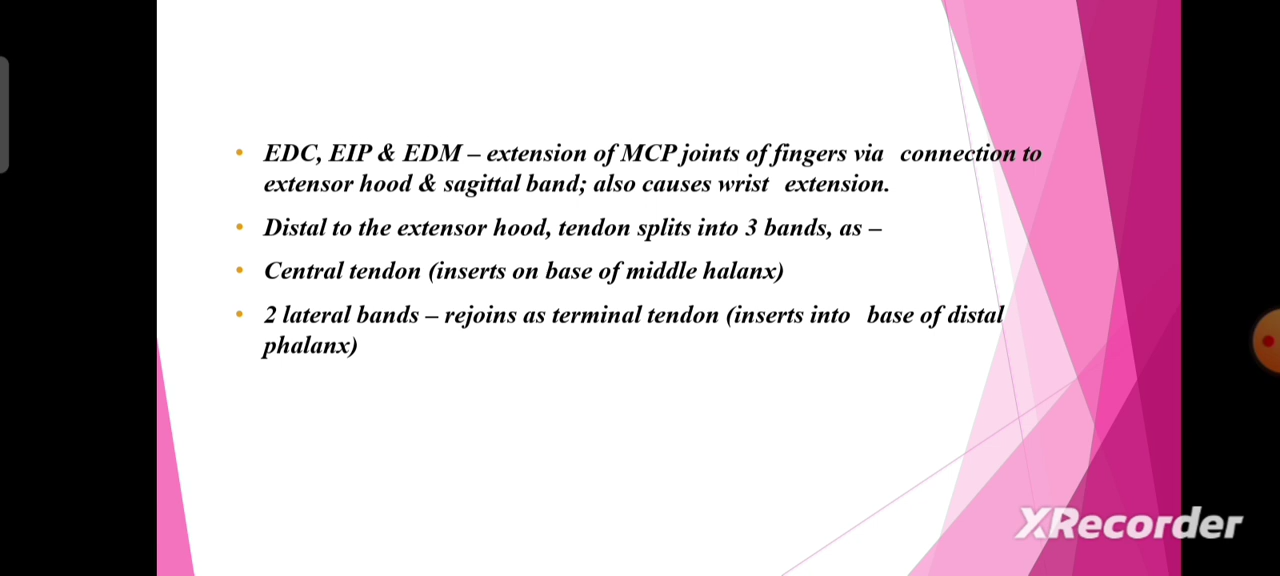 • EDC, EIP & EDM – extension of MCP joints of fingers via connection to
extensor hood & sagittal band; also causes wrist extension.
• Distal to the extensor hood, tendon splits into 3 bands, as –
• Central tendon (inserts on base of middle halanx)
• 2 lateral bands – rejoins as terminal tendon (inserts into base of distal
phalanx)
XRecorder